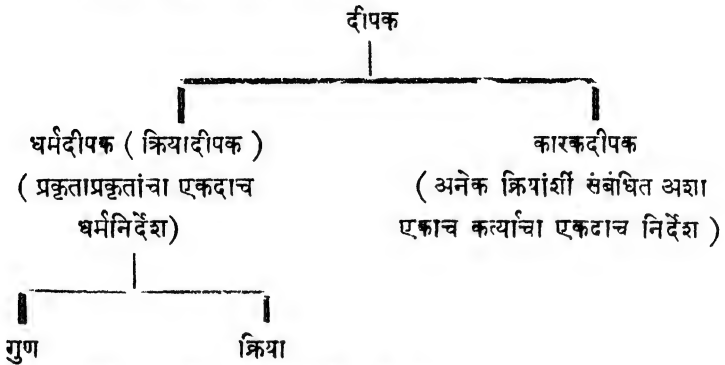 दीपक
धर्मदीपक ( क्रियादीपक )
( प्रकृताप्रकृतांचा एकदाच
धर्मनिर्देश)
कारकदीपक
( अनेक क्रियांशीं संबंधित अशा
एकाच कर्त्याचा एकदाच निर्देश )
गुण
क्रिया